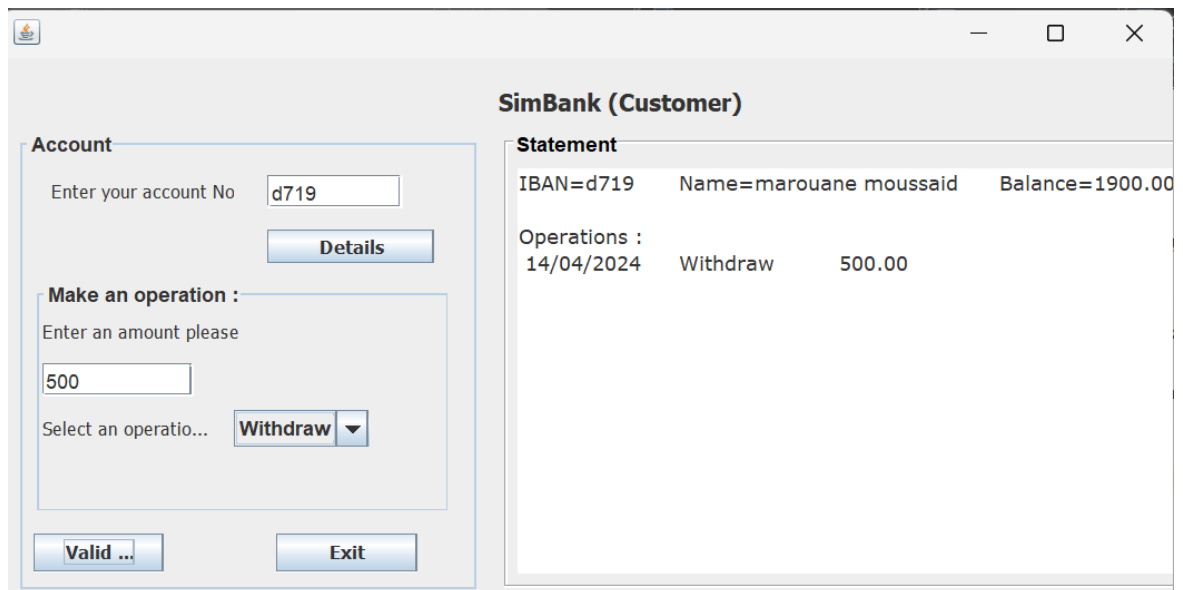 SimBank (Customer)
Account
Enter your account No
d719
Details
Make an operation :
Enter an amount please
500
Select an operatio...
Withdraw
Valid ...
Exit
Statement
IBAN=d719 Name=marouane moussaid Balance=1900.00
Operations :
14/04/2024 Withdraw 500.00